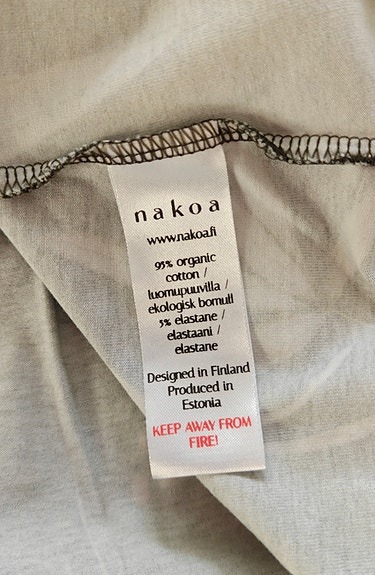 nakoa
www.nakoa.fi
95% organic
cotton /
luomupuuvilla /
ekologisk bomull
5% elastane /
elastaani /
elastane
Designed in Finland
Produced in
Estonia
KEEP AWAY FROM
FIRE!